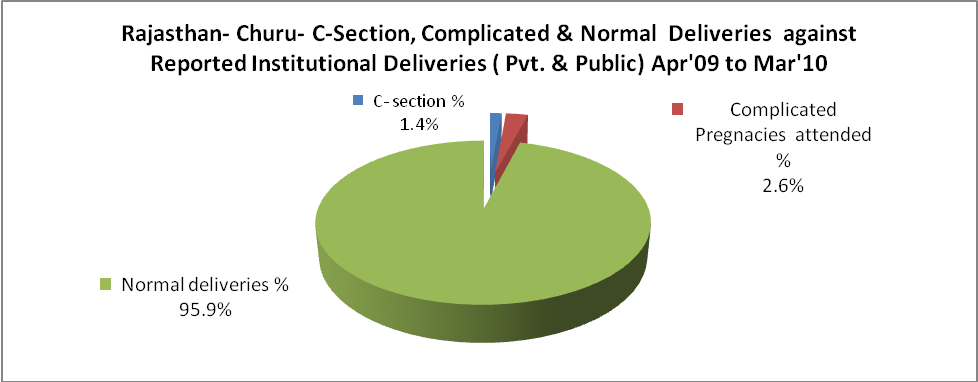 Rajasthan- Churu- C-Section, Complicated & Normal Deliveries against
Reported Institutional Deliveries ( Pvt. & Public) Apr'09 to Mar'10
C-section %
1.4%
Complicated
Pregnacies attended
%
2.6%
Normal deliveries %
95.9%